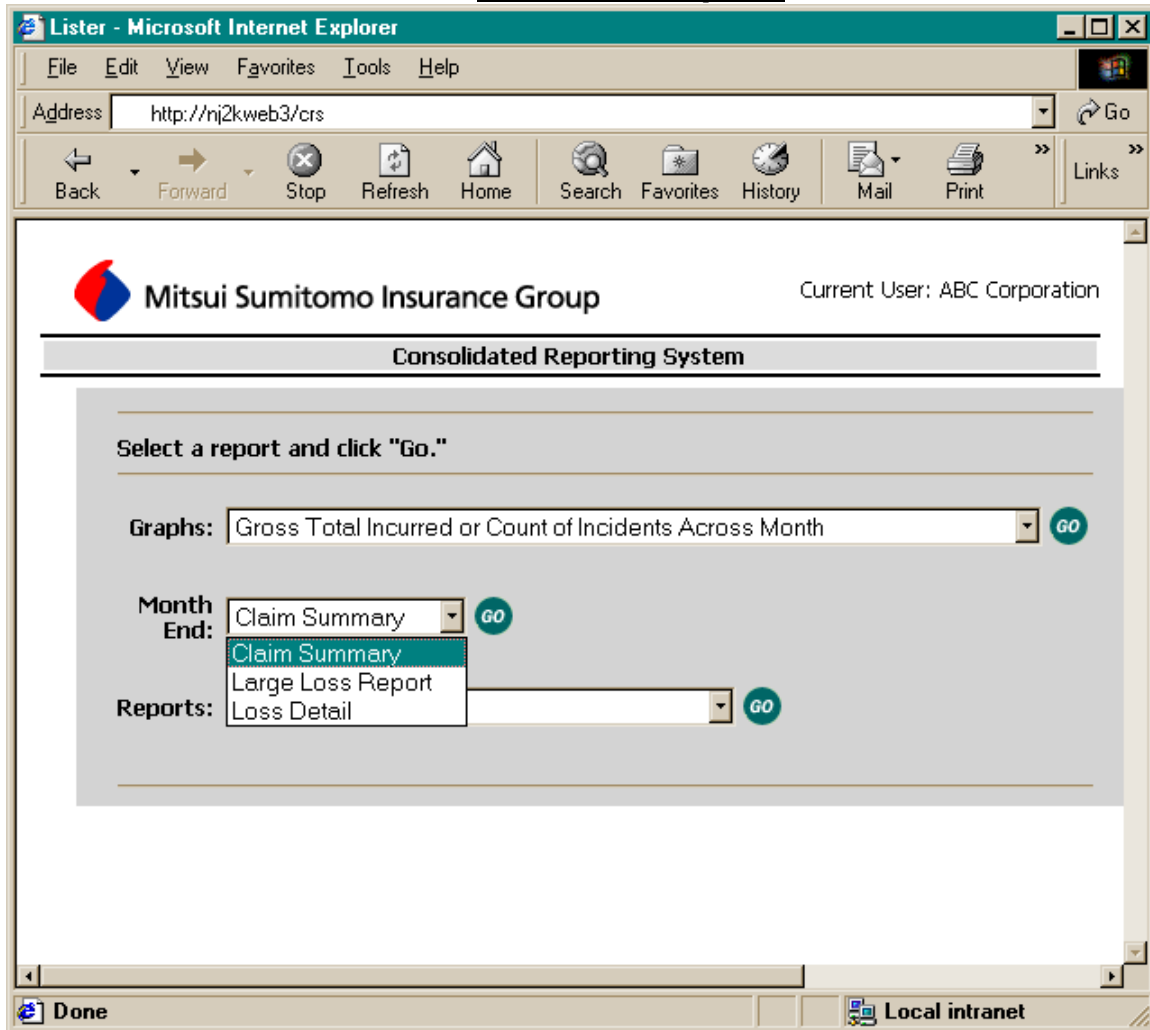 Lister - Microsoft Internet Explorer
File Edit View Favorites Tools Help
Address http://nj2kweb3/crs Go
Back Forward Stop Refresh Home Search Favorites History Mail Print » Links »
Mitsui Sumitomo Insurance Group
Current User: ABC Corporation
Consolidated Reporting System
Select a report and click "Go."
Graphs: Gross Total Incurred or Count of Incidents Across Month GO
Month End: Claim Summary GO
Claim Summary
Large Loss Report
Loss Detail
Reports: GO
Done Local intranet